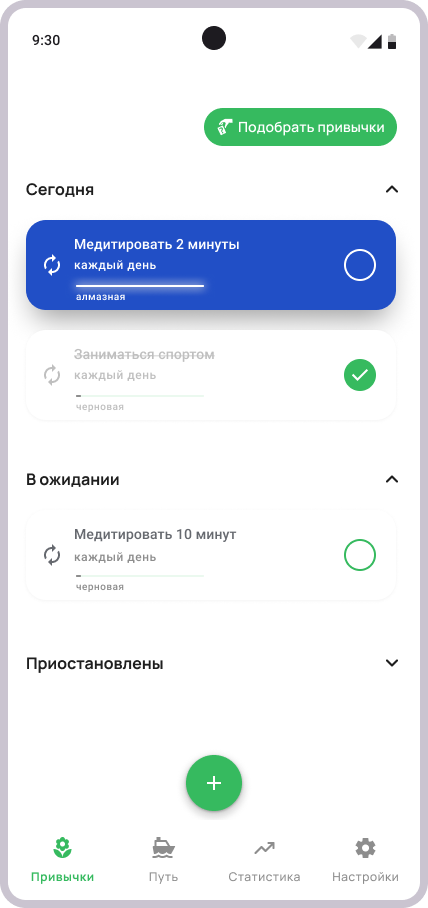 9:30
Подобрать привычки
Сегодня
Медитировать 2 минуты
каждый день
алмазная
Заниматься спортом
каждый день
черновая
В ожидании
Медитировать 10 минут
каждый день
черновая
Приостановлены
Привычки Путь Статистика Настройки